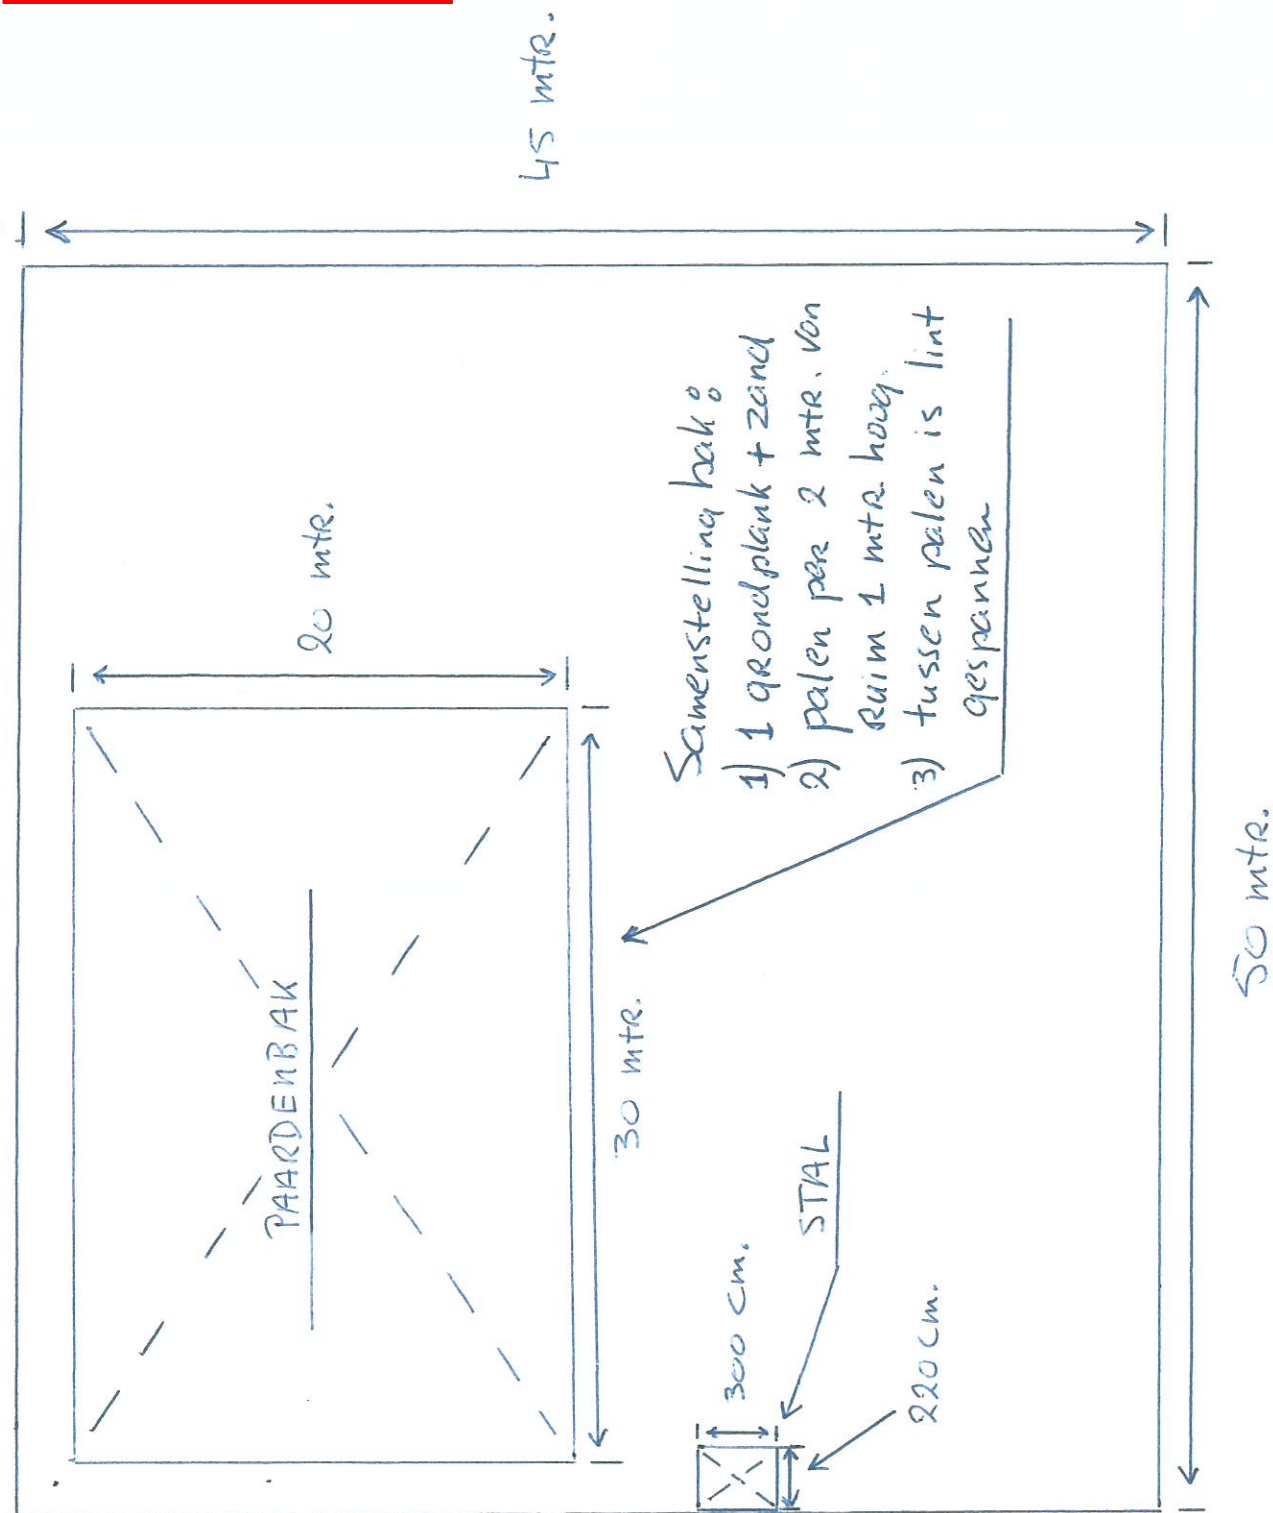 45 mtr.
20 mtr.
PAARDENBAK
30 mtr.
Samenstelling bak:
1) 1 grondplank + zand
2) palen per 2 mtr. van
ruim 1 mtr. hoog.
3) tussen palen is lint
gespannen
STAL
300 cm.
220 cm.
50 mtr.